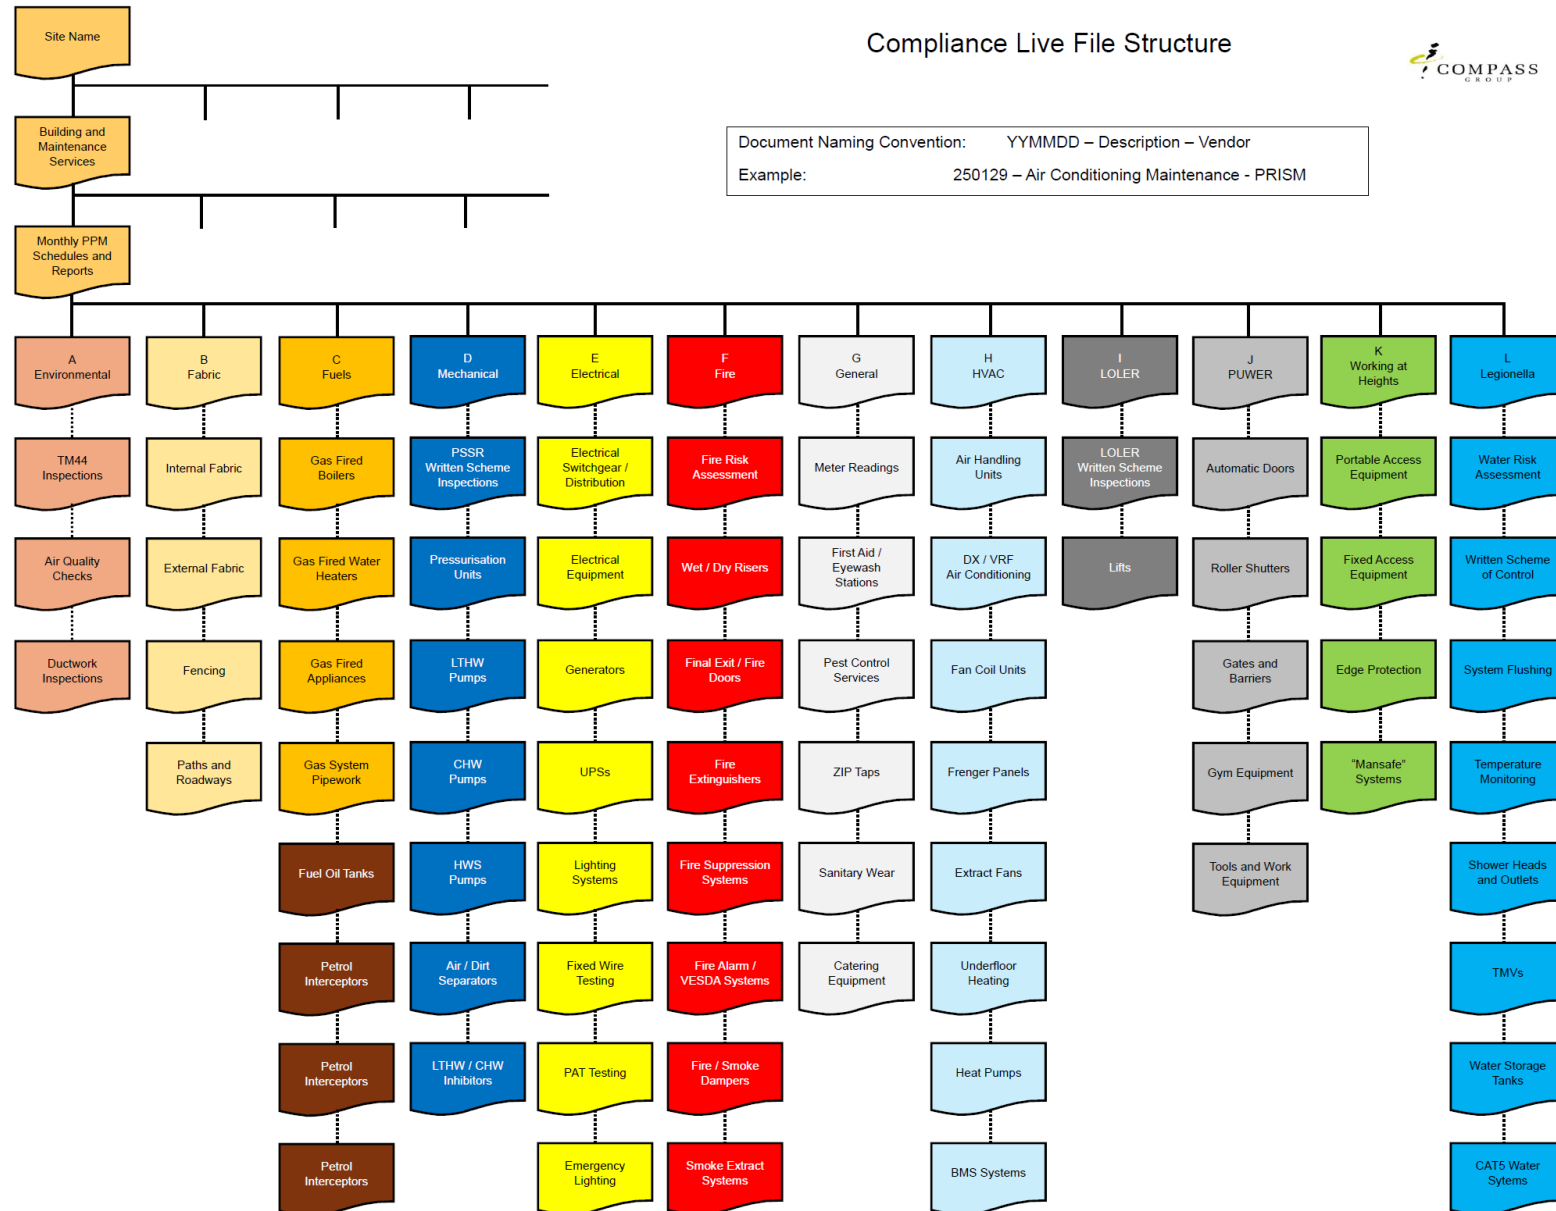 Site Name
Compliance Live File Structure
COMPASS
GROUP
Building and
Maintenance
Services
Document Naming Convention: YYMMDD – Description – Vendor
Example: 250129 – Air Conditioning Maintenance - PRISM
Monthly PPM
Schedules and
Reports
A
Environmental
TM44
Inspections
Air Quality
Checks
Ductwork
Inspections
B
Fabric
Internal Fabric
External Fabric
Fencing
Paths and
Roadways
C
Fuels
Gas Fired
Boilers
Gas Fired Water
Heaters
Gas Fired
Appliances
Gas System
Pipework
Fuel Oil Tanks
Petrol
Interceptors
Petrol
Interceptors
Petrol
Interceptors
D
Mechanical
PSSR
Written Scheme
Inspections
Pressurisation
Units
LTHW
Pumps
CHW
Pumps
HWS
Pumps
Air / Dirt
Separators
LTHW / CHW
Inhibitors
E
Electrical
Electrical
Switchgear /
Distribution
Electrical
Equipment
Generators
UPSs
Lighting
Systems
Fixed Wire
Testing
PAT Testing
Emergency
Lighting
F
Fire
Fire Risk
Assessment
Wet / Dry Risers
Final Exit / Fire
Doors
Fire
Extinguishers
Fire Suppression
Systems
Fire Alarm /
VESDA Systems
Fire / Smoke
Dampers
Smoke Extract
Systems
G
General
Meter Readings
First Aid /
Eyewash
Stations
Pest Control
Services
ZIP Taps
Sanitary Wear
Catering
Equipment
H
HVAC
Air Handling
Units
DX / VRF
Air Conditioning
Fan Coil Units
Frenger Panels
Extract Fans
Underfloor
Heating
Heat Pumps
BMS Systems
I
LOLER
LOLER
Written Scheme
Inspections
Lifts
J
PUWER
Automatic Doors
Roller Shutters
Gates and
Barriers
Gym Equipment
Tools and Work
Equipment
K
Working at
Heights
Portable Access
Equipment
Fixed Access
Equipment
Edge Protection
“Mansafe”
Systems
L
Legionella
Water Risk
Assessment
Written Scheme
of Control
System Flushing
Temperature
Monitoring
Shower Heads
and Outlets
TMVs
Water Storage
Tanks
CAT5 Water
Sytems